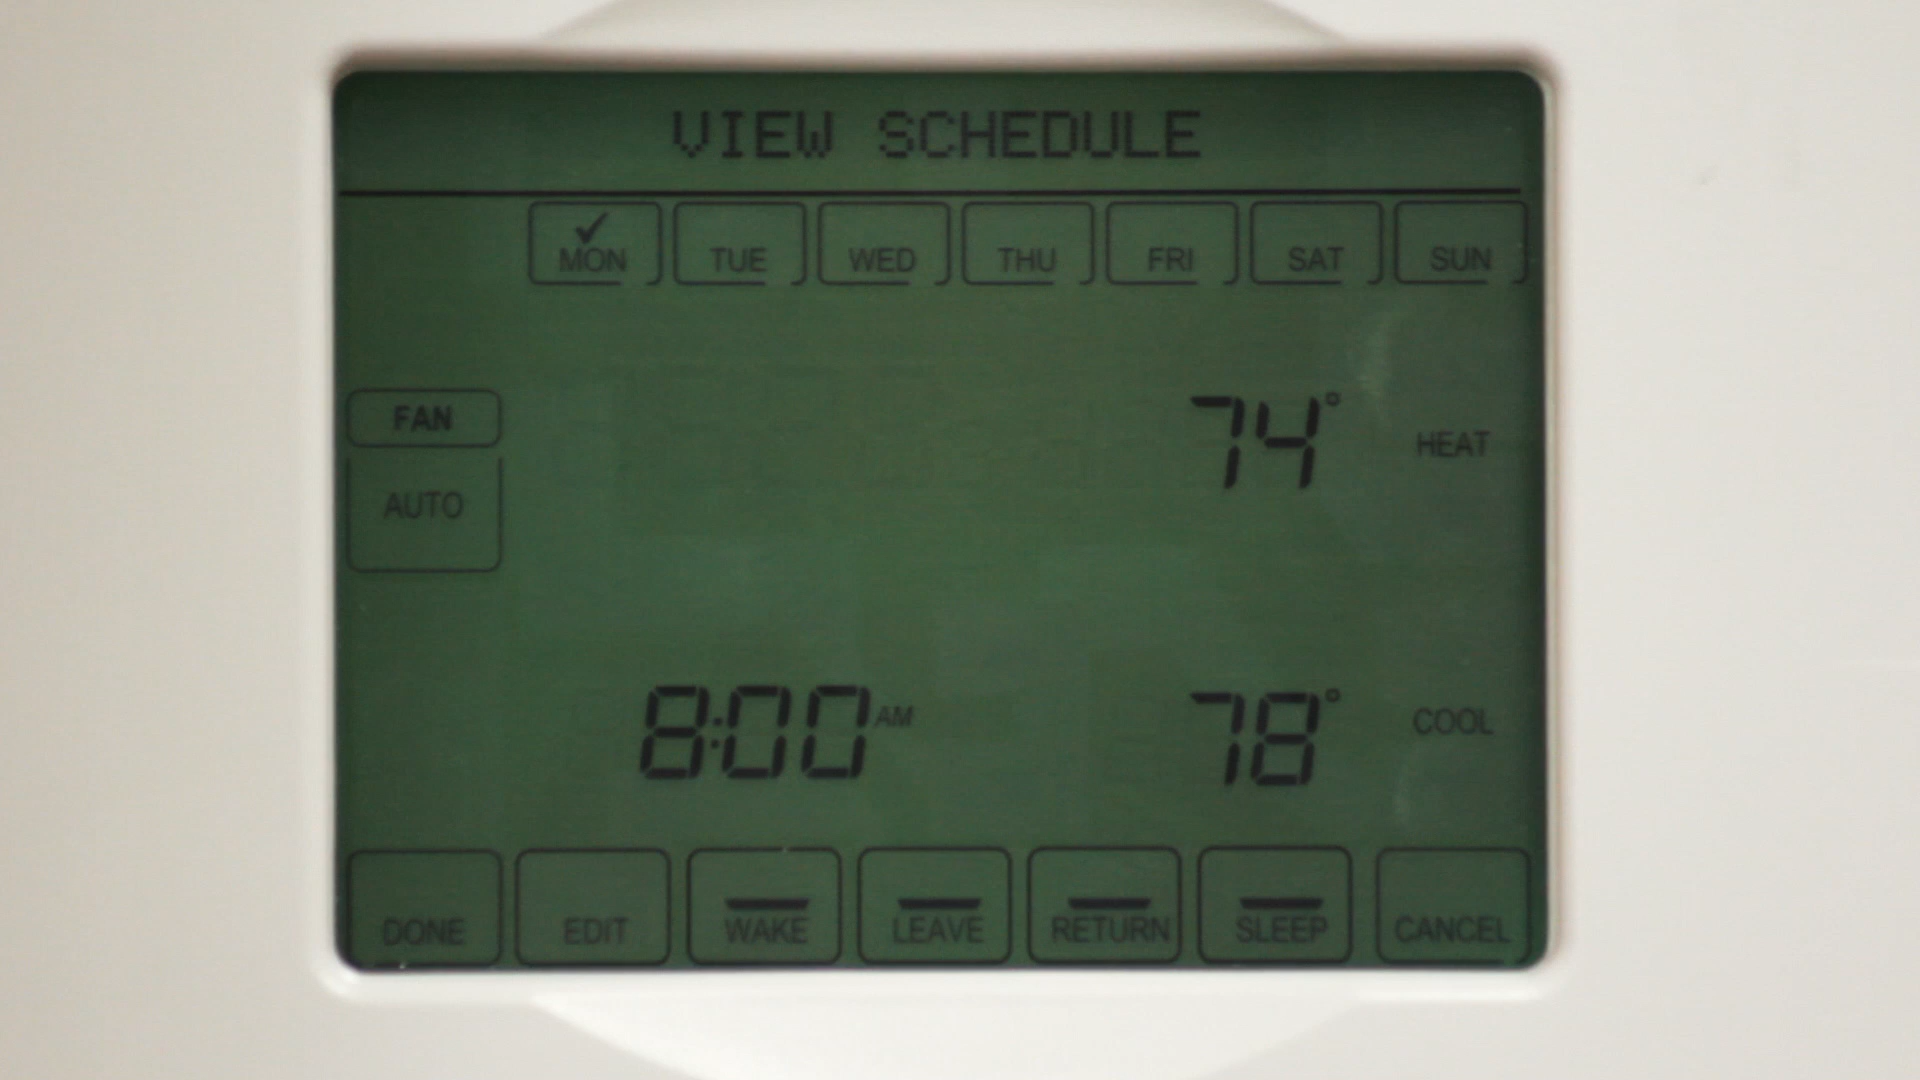 VIEW SCHEDULE
✓
MON TUE WED THU FRI SAT SUN
FAN
AUTO
74° HEAT
8:00 AM 78° COOL
DONE EDIT WAKE LEAVE RETURN SLEEP CANCEL